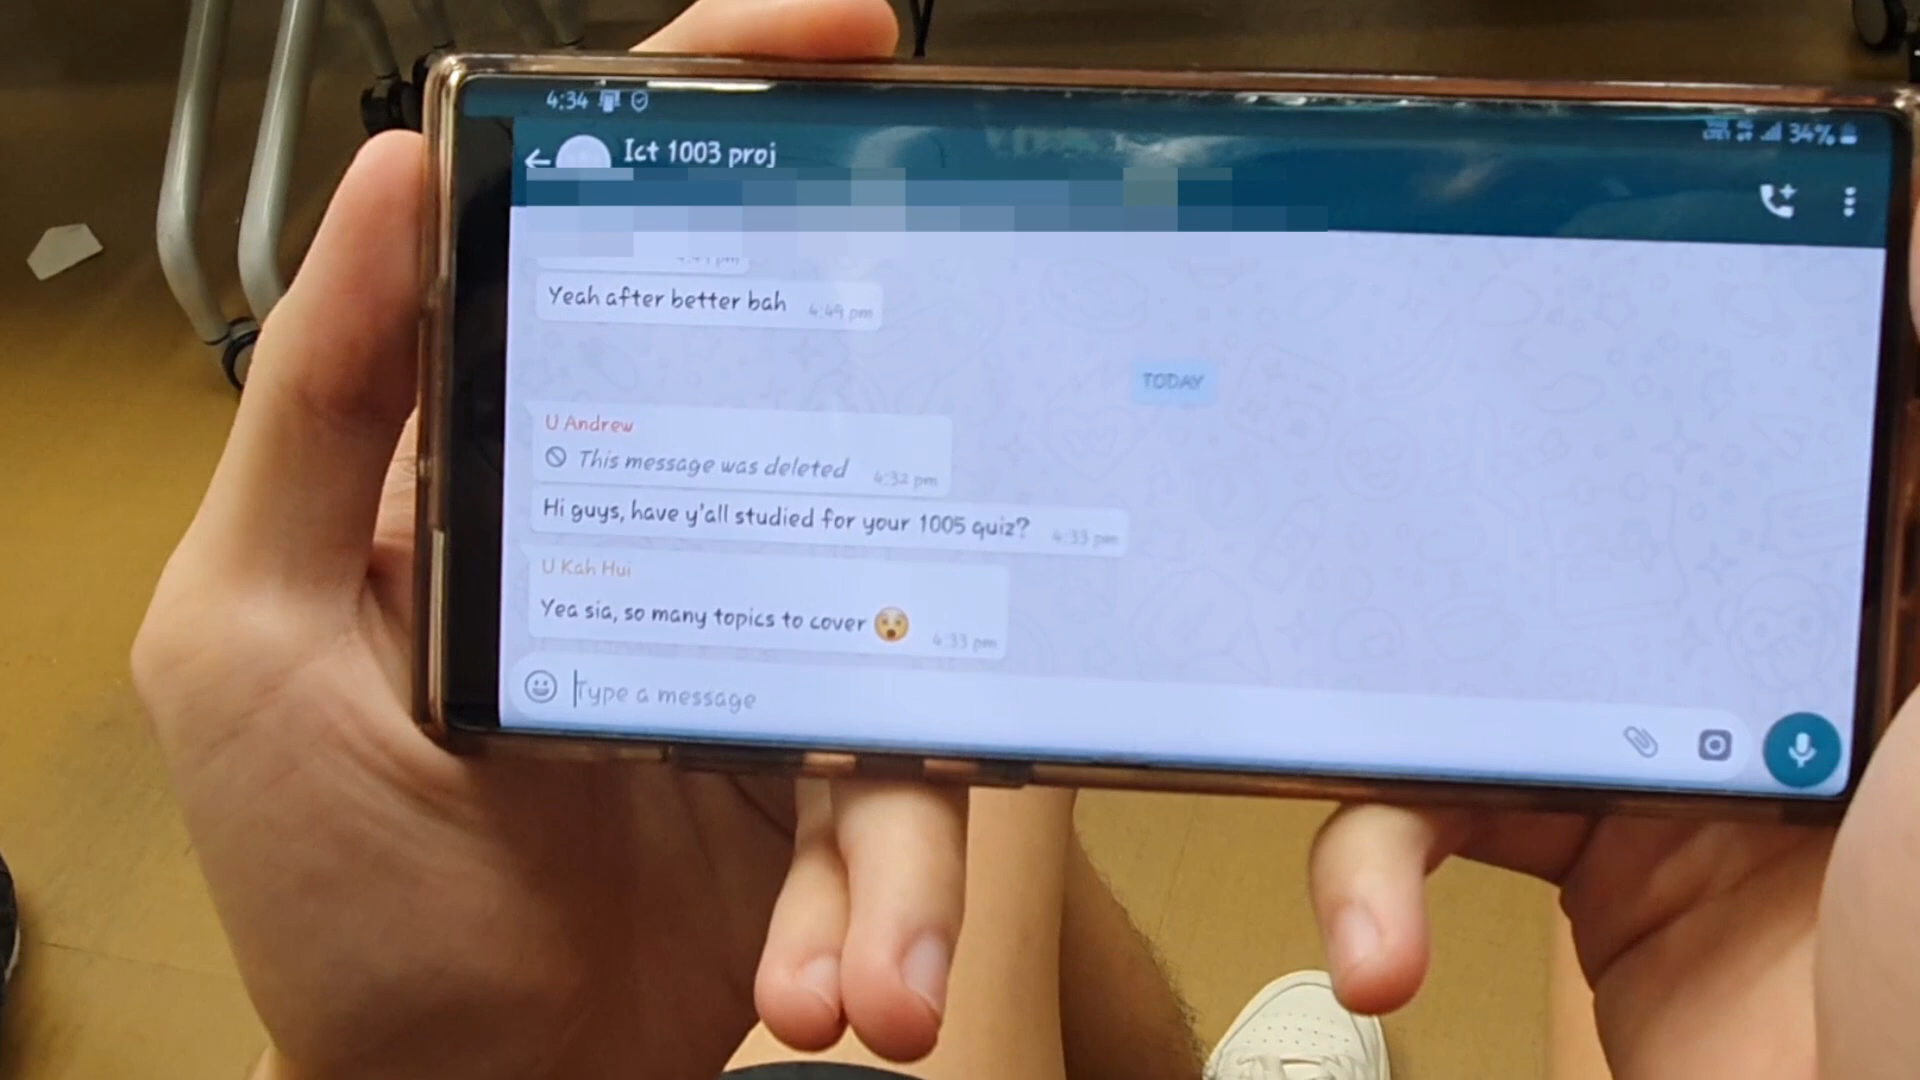 4:34
34%
Ict 1003 proj
Yeah after better bah 4:49 pm
TODAY
U Andrew
This message was deleted 4:32 pm
Hi guys, have y'all studied for your 1005 quiz? 4:33 pm
U Kah Hui
Yea sia, so many topics to cover 😲 4:33 pm
Type a message